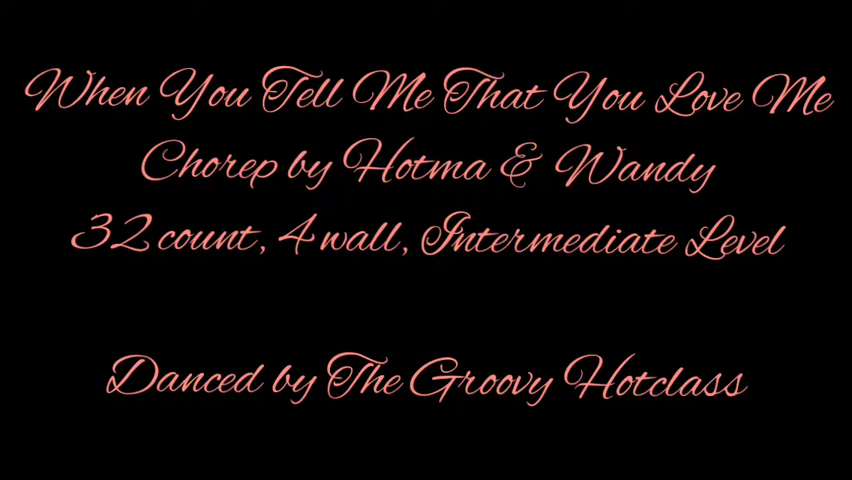 When You Tell Me That You Love Me
Chorep by Hotma & Wandy
32 count, 4 wall, Intermediate Level
Danced by The Groovy Hotclass